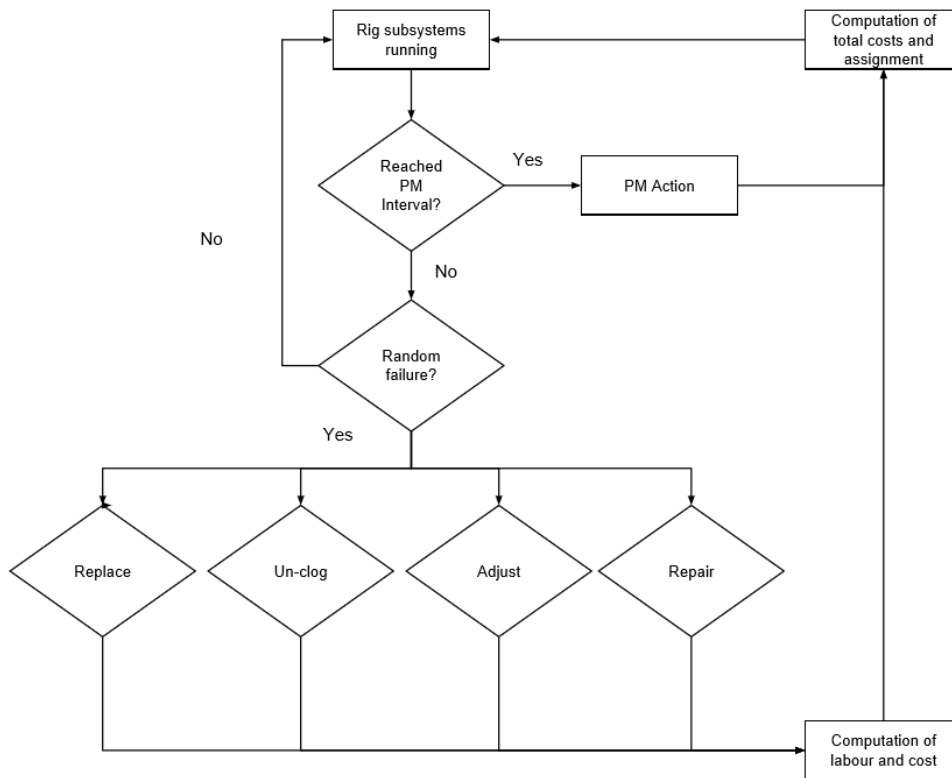 Rig subsystems
running
Computation of
total costs and
assignment
Reached
PM
Interval?
Yes
PM Action
No
No
Random
failure?
Yes
Replace
Un-clog
Adjust
Repair
Computation of
labour and cost